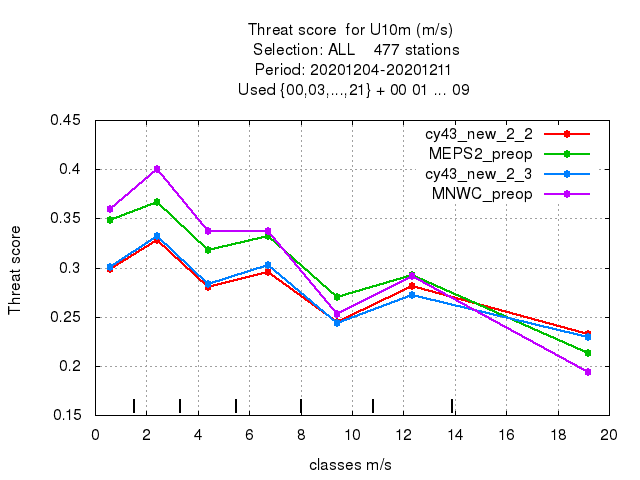 Threat score  for U10m (m/s)
Selection: ALL    477 stations
Period: 20201204-20201211
Used {00,03,...,21} + 00 01 ... 09
cy43_new_2_2
MEPS2_preop
cy43_new_2_3
MNWC_preop
Threat score
0.45
0.4
0.35
0.3
0.25
0.2
0.15
0 2 4 6 8 10 12 14 16 18 20
classes m/s